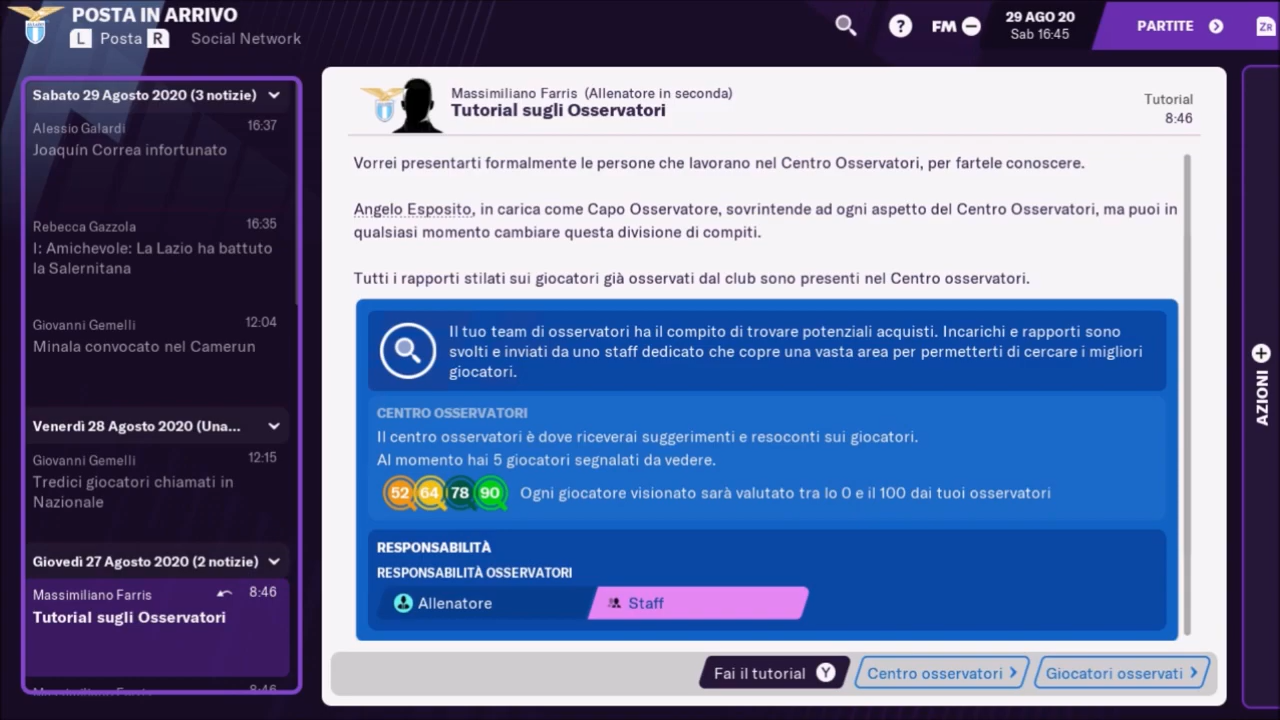 POSTA IN ARRIVO
L Posta R Social Network
? FM
29 AGO 20
Sab 16:45
PARTITE
ZR
Sabato 29 Agosto 2020 (3 notizie)
Alessio Galardi 16:37
Joaquín Correa infortunato
Rebecca Gazzola 16:35
I: Amichevole: La Lazio ha battuto
la Salernitana
Giovanni Gemelli 12:04
Minala convocato nel Camerun
Venerdì 28 Agosto 2020 (Una...
Giovanni Gemelli 12:15
Tredici giocatori chiamati in
Nazionale
Giovedì 27 Agosto 2020 (2 notizie)
Massimiliano Farris 8:46
Tutorial sugli Osservatori
Massimiliano Farris 8:46
Massimiliano Farris (Allenatore in seconda)
Tutorial sugli Osservatori
Tutorial
8:46
Vorrei presentarti formalmente le persone che lavorano nel Centro Osservatori, per fartele conoscere.
Angelo Esposito, in carica come Capo Osservatore, sovrintende ad ogni aspetto del Centro Osservatori, ma puoi in
qualsiasi momento cambiare questa divisione di compiti.
Tutti i rapporti stilati sui giocatori già osservati dal club sono presenti nel Centro osservatori.
Il tuo team di osservatori ha il compito di trovare potenziali acquisti. Incarichi e rapporti sono
svolti e inviati da uno staff dedicato che copre una vasta area per permetterti di cercare i migliori
giocatori.
CENTRO OSSERVATORI
Il centro osservatori è dove riceverai suggerimenti e resoconti sui giocatori.
Al momento hai 5 giocatori segnalati da vedere.
52 64 78 90 Ogni giocatore visionato sarà valutato tra lo 0 e il 100 dai tuoi osservatori
RESPONSABILITÀ
RESPONSABILITÀ OSSERVATORI
Allenatore Staff
Fai il tutorial Y Centro osservatori Giocatori osservati
AZIONI